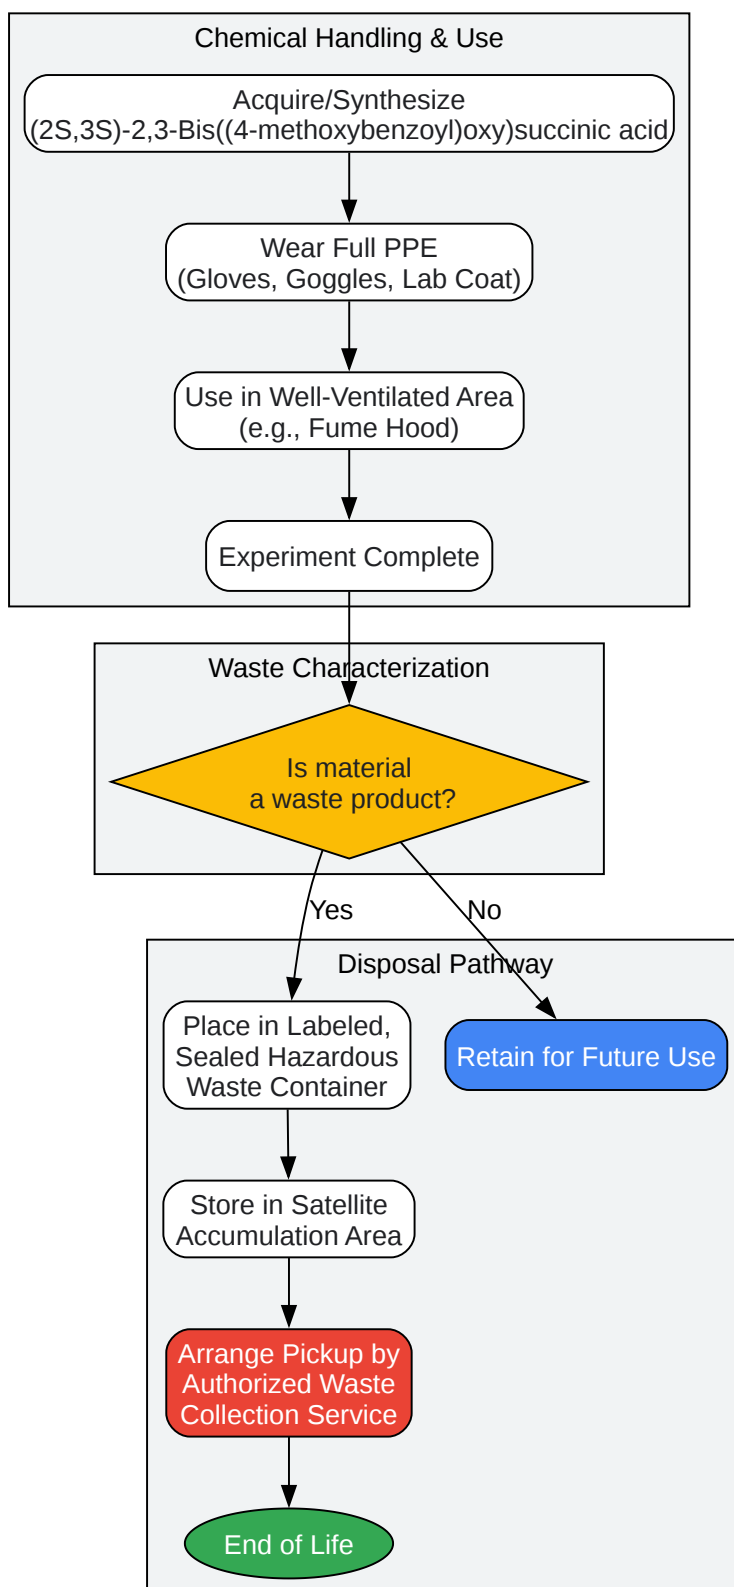 Chemical Handling & Use
Acquire/Synthesize
(2S,3S)-2,3-Bis((4-methoxybenzoyl)oxy)succinic acid
Wear Full PPE
(Gloves, Goggles, Lab Coat)
Use in Well-Ventilated Area
(e.g., Fume Hood)
Experiment Complete
Waste Characterization
Is material
a waste product?
Yes
No
Disposal Pathway
Place in Labeled,
Sealed Hazardous
Waste Container
Retain for Future Use
Store in Satellite
Accumulation Area
Arrange Pickup by
Authorized Waste
Collection Service
End of Life